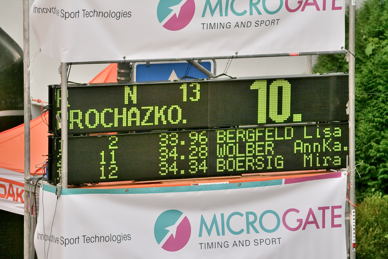 Innovative Sport Technologies MICROGATE
TIMING AND SPORT
N 13 10.
ROCHAZKO.
2 33.96 BERGFELD Lisa
11 34.28 WOLBER AnnKa.
12 34.34 BOERSIG Mira
Sport Technologies MICROGATE
TIMING AND SPORT